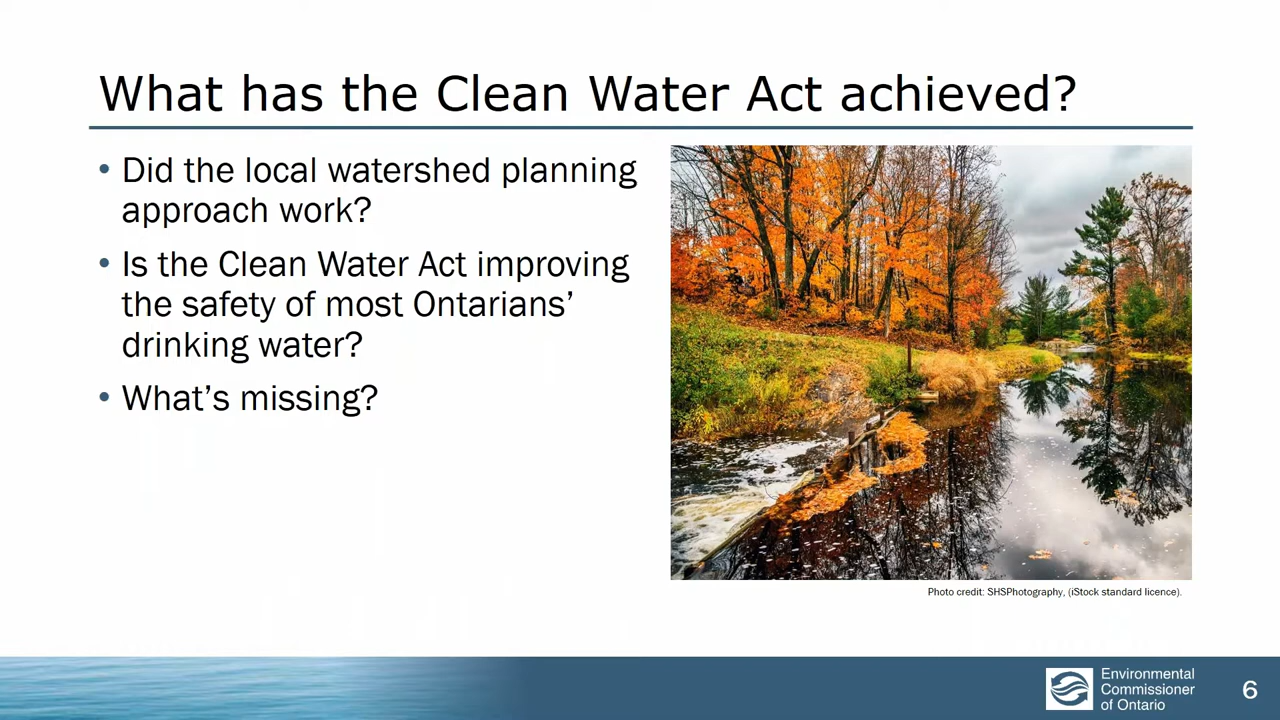 What has the Clean Water Act achieved?
• Did the local watershed planning
approach work?
• Is the Clean Water Act improving
the safety of most Ontarians’
drinking water?
• What’s missing?
Photo credit: SHSPhotography, (iStock standard licence).
Environmental
Commissioner
of Ontario
6